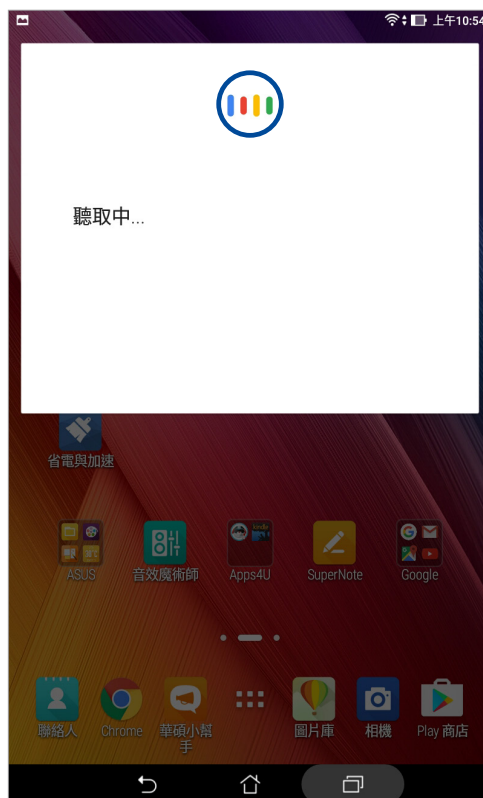 上午10:54
聽取中...
省電與加速
ASUS
音效魔術師
Apps4U
SuperNote
Google
聯絡人
Chrome
華碩小幫
手
圖片庫
相機
Play 商店